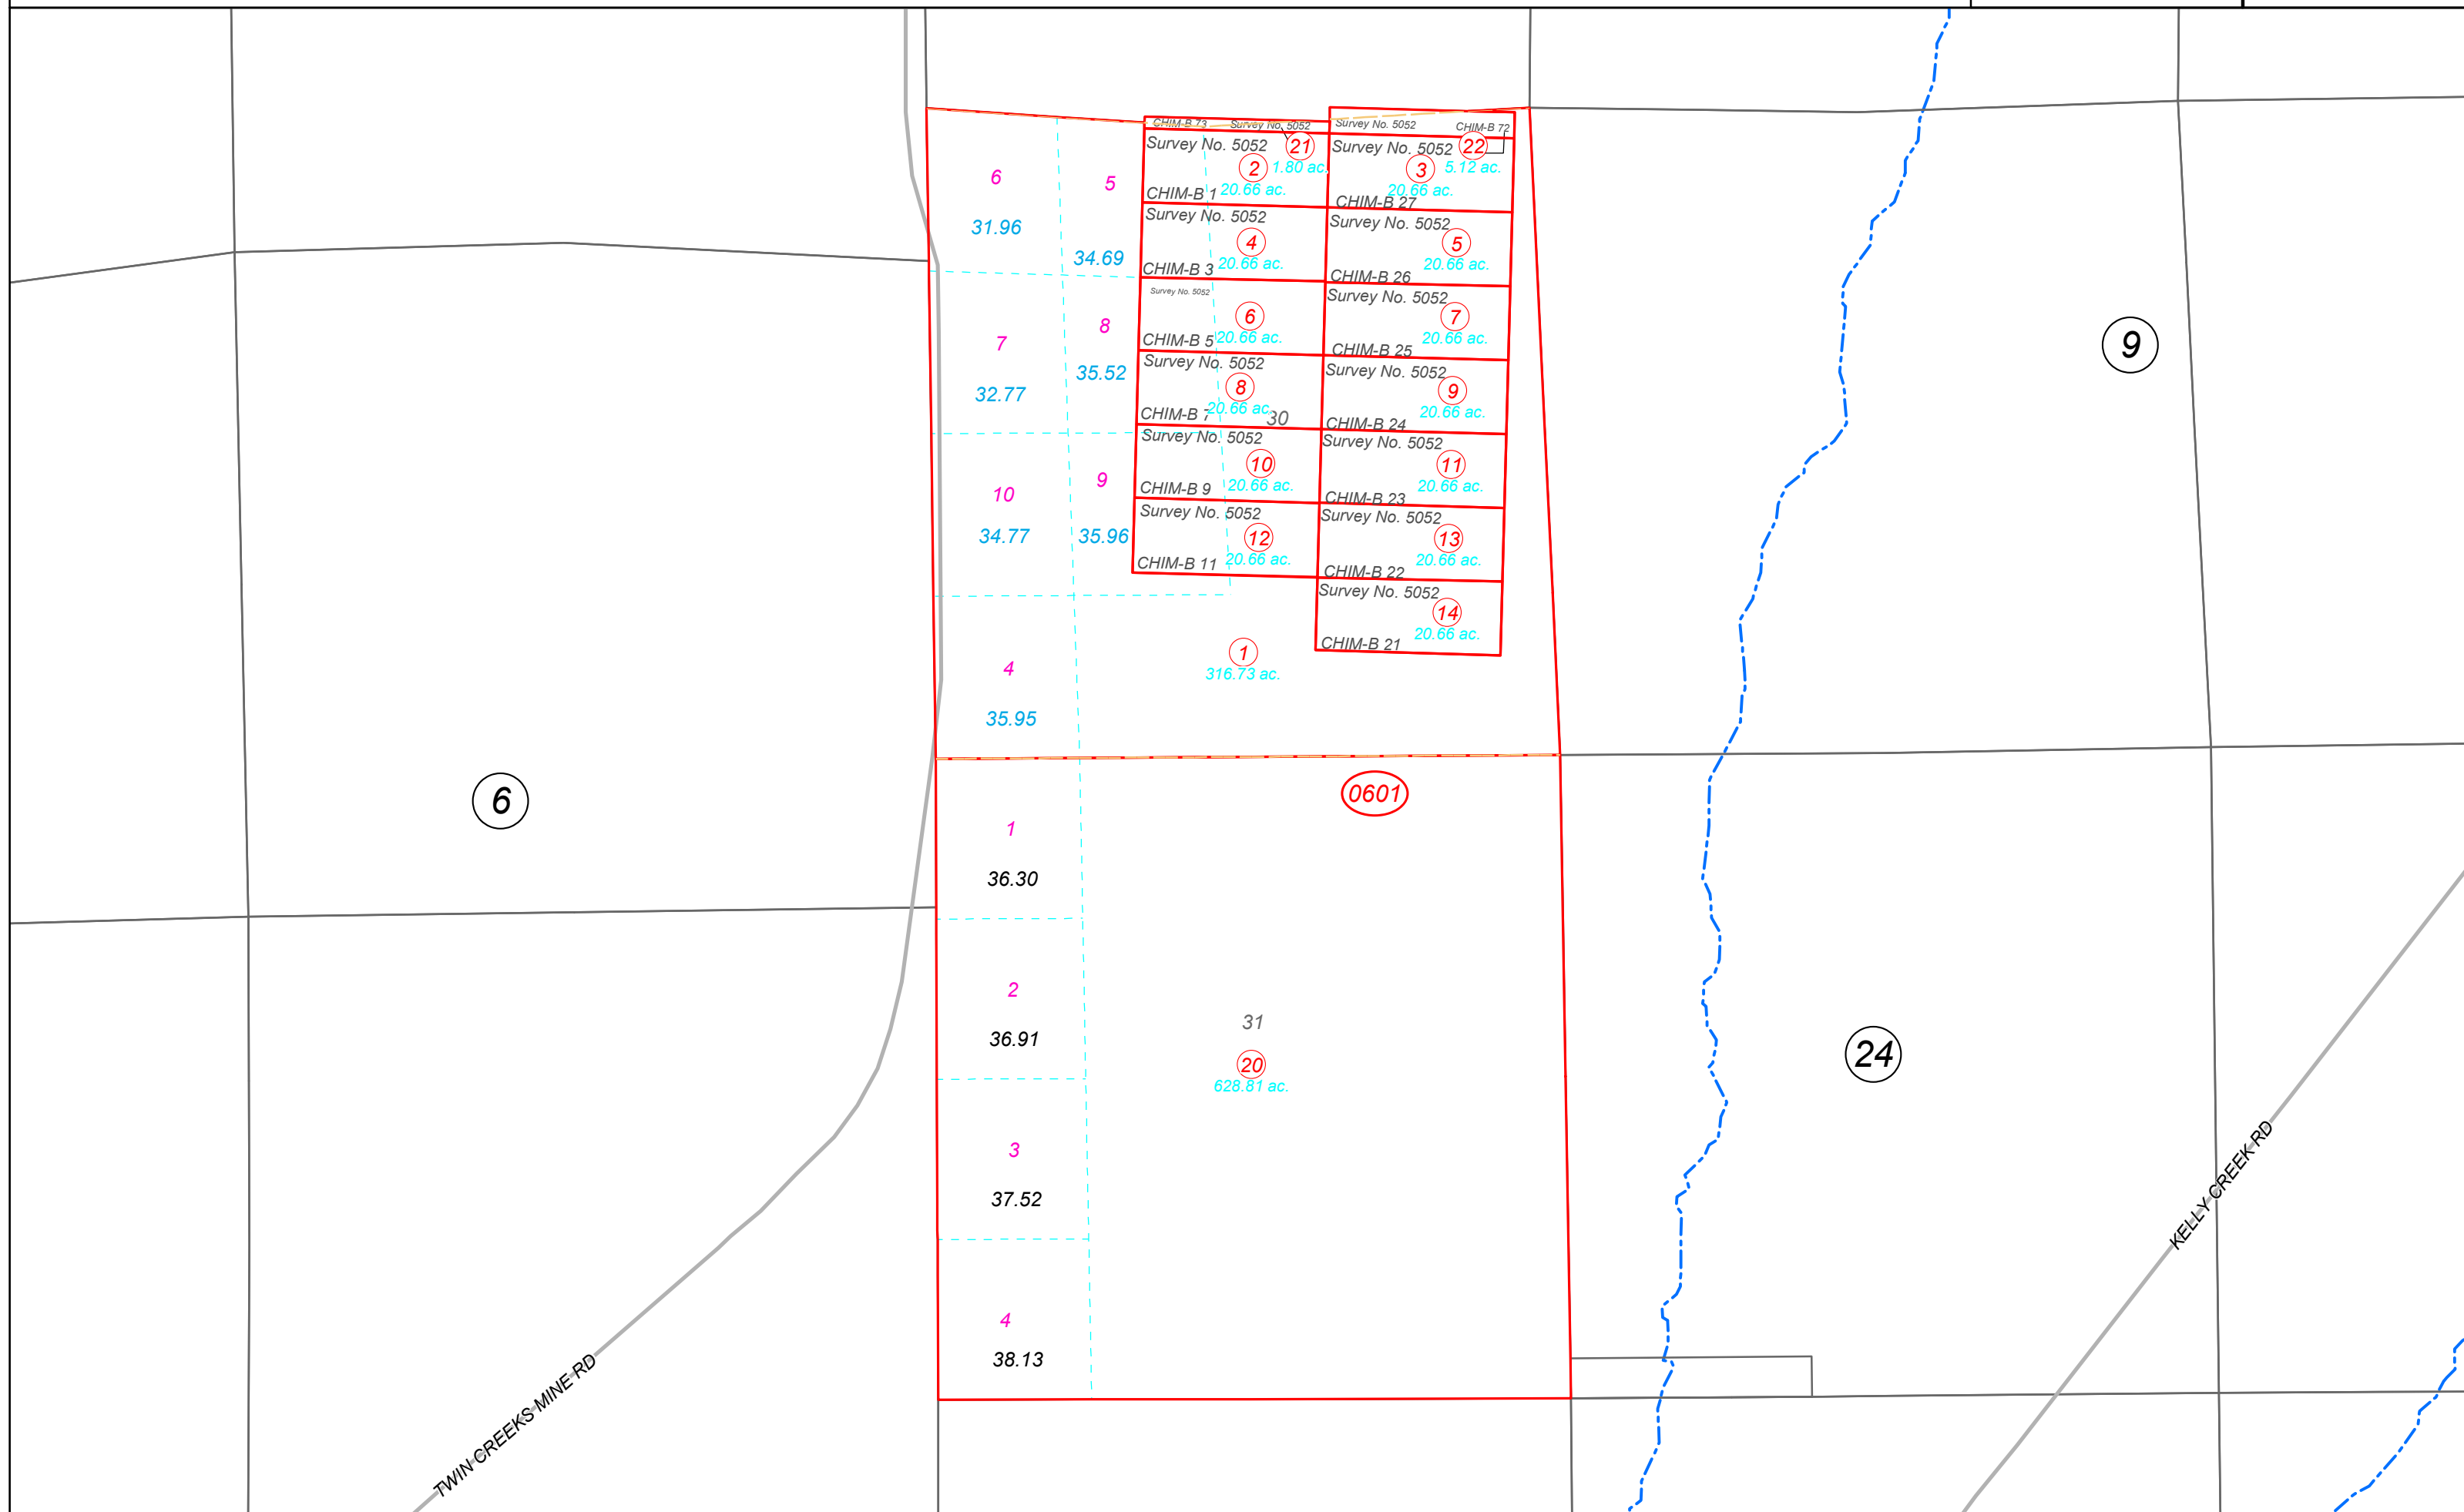 CHIM-B 73
Survey No. 5052
Survey No. 5052
CHIM-B 72
Survey No. 5052
21
2
1.80 ac.
20.66 ac.
CHIM-B 1
Survey No. 5052
22
3
5.12 ac.
20.66 ac.
CHIM-B 27
6
31.96
5
34.69
Survey No. 5052
4
20.66 ac.
CHIM-B 3
Survey No. 5052
5
20.66 ac.
CHIM-B 26
Survey No. 5052
6
20.66 ac.
CHIM-B 5
Survey No. 5052
7
20.66 ac.
CHIM-B 25
7
32.77
8
35.52
9
Survey No. 5052
8
20.66 ac.
CHIM-B 7
30
Survey No. 5052
9
20.66 ac.
CHIM-B 24
Survey No. 5052
10
20.66 ac.
CHIM-B 9
Survey No. 5052
11
20.66 ac.
CHIM-B 23
10
34.77
9
35.96
Survey No. 5052
12
20.66 ac.
CHIM-B 11
Survey No. 5052
13
20.66 ac.
CHIM-B 22
Survey No. 5052
14
20.66 ac.
CHIM-B 21
4
35.95
1
316.73 ac.
6
0601
1
36.30
2
36.91
31
20
628.81 ac.
24
3
37.52
KELLY CREEK RD
4
38.13
TWIN CREEKS MINE RD